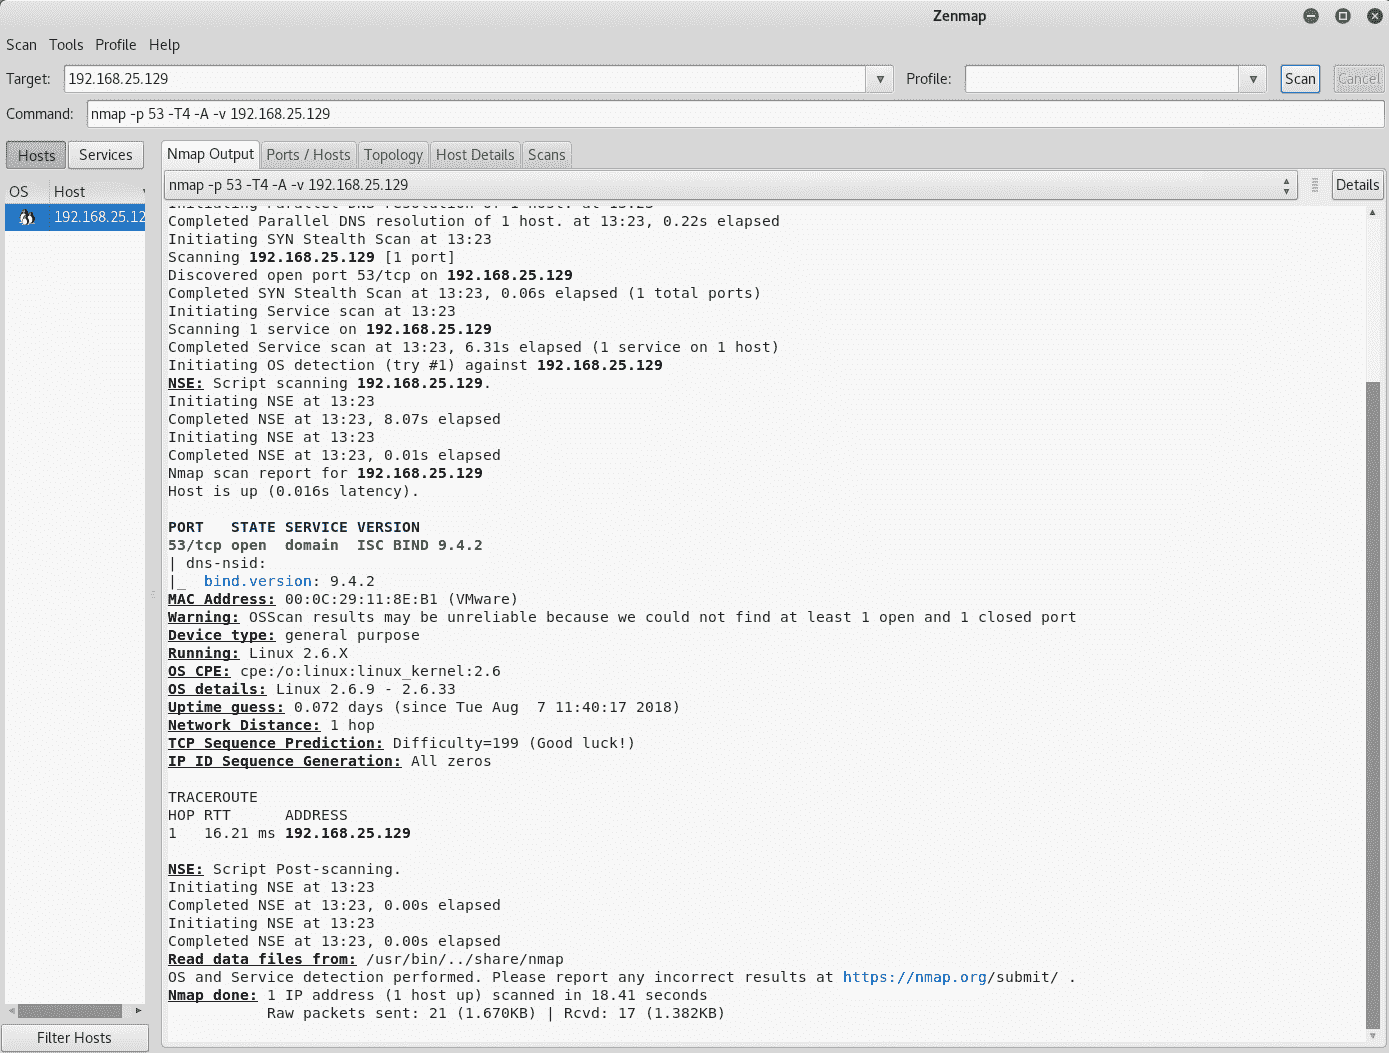 Zenmap
Scan Tools Profile Help
Target: 192.168.25.129 Profile: Scan Cancel
Command: nmap -p 53 -T4 -A -v 192.168.25.129
Hosts Services
Nmap Output Ports / Hosts Topology Host Details Scans
OS Host
192.168.25.12
nmap -p 53 -T4 -A -v 192.168.25.129 Details
Initiating Parallel DNS resolution of 1 host. at 13:23
Completed Parallel DNS resolution of 1 host. at 13:23, 0.22s elapsed
Initiating SYN Stealth Scan at 13:23
Scanning 192.168.25.129 [1 port]
Discovered open port 53/tcp on 192.168.25.129
Completed SYN Stealth Scan at 13:23, 0.06s elapsed (1 total ports)
Initiating Service scan at 13:23
Scanning 1 service on 192.168.25.129
Completed Service scan at 13:23, 6.31s elapsed (1 service on 1 host)
Initiating OS detection (try #1) against 192.168.25.129
NSE: Script scanning 192.168.25.129.
Initiating NSE at 13:23
Completed NSE at 13:23, 8.07s elapsed
Initiating NSE at 13:23
Completed NSE at 13:23, 0.01s elapsed
Nmap scan report for 192.168.25.129
Host is up (0.016s latency).
PORT   STATE SERVICE VERSION
53/tcp open  domain  ISC BIND 9.4.2
| dns-nsid:
|_  bind.version: 9.4.2
MAC Address: 00:0C:29:11:8E:B1 (VMware)
Warning: OSScan results may be unreliable because we could not find at least 1 open and 1 closed port
Device type: general purpose
Running: Linux 2.6.X
OS CPE: cpe:/o:linux:linux_kernel:2.6
OS details: Linux 2.6.9 - 2.6.33
Uptime guess: 0.072 days (since Tue Aug  7 11:40:17 2018)
Network Distance: 1 hop
TCP Sequence Prediction: Difficulty=199 (Good luck!)
IP ID Sequence Generation: All zeros
TRACEROUTE
HOP RTT      ADDRESS
1   16.21 ms 192.168.25.129
NSE: Script Post-scanning.
Initiating NSE at 13:23
Completed NSE at 13:23, 0.00s elapsed
Initiating NSE at 13:23
Completed NSE at 13:23, 0.00s elapsed
Read data files from: /usr/bin/../share/nmap
OS and Service detection performed. Please report any incorrect results at https://nmap.org/submit/ .
Nmap done: 1 IP address (1 host up) scanned in 18.41 seconds
Raw packets sent: 21 (1.670KB) | Rcvd: 17 (1.382KB)
Filter Hosts